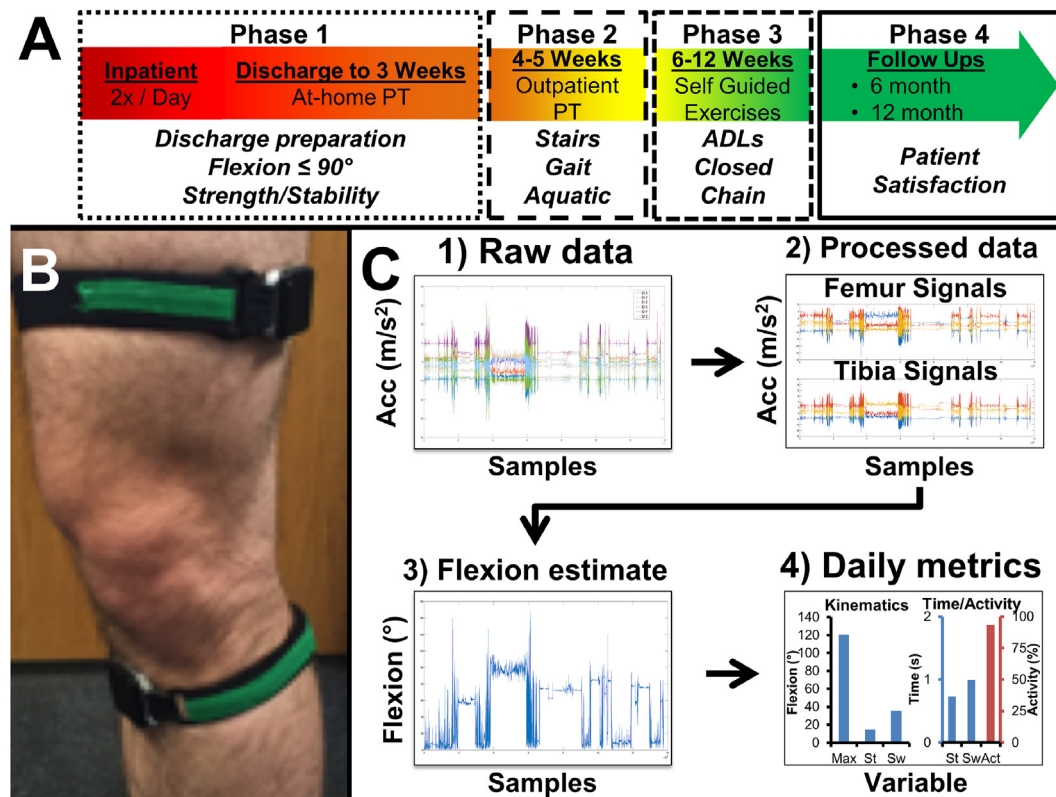 A
Phase 1
Inpatient
2x / Day
Discharge to 3 Weeks
At-home PT
Discharge preparation
Flexion ≤ 90°
Strength/Stability
Phase 2
4-5 Weeks
Outpatient
PT
Stairs
Gait
Aquatic
Phase 3
6-12 Weeks
Self Guided
Exercises
ADLs
Closed
Chain
Phase 4
Follow Ups
• 6 month
• 12 month
Patient
Satisfaction
B
C
1) Raw data
Acc (m/s²)
Samples
2) Processed data
Femur Signals
Tibia Signals
Acc (m/s²)
Samples
3) Flexion estimate
Flexion (°)
Samples
4) Daily metrics
Kinematics
Flexion (°)
140
120
100
80
60
40
20
0
Max St Sw
Time/Activity
Time (s)
2
1
0
100
75
50
25
0
Activity (%)
St Sw Act
Variable